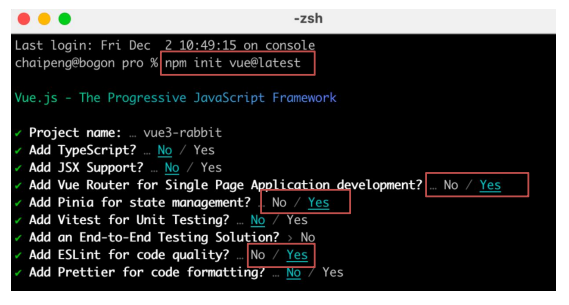 -zsh
Last login: Fri Dec  2 10:49:15 on console
chaipeng@bogon pro % npm init vue@latest
Vue.js - The Progressive JavaScript Framework
✔ Project name: … vue3-rabbit
✔ Add TypeScript? … No / Yes
✔ Add JSX Support? … No / Yes
✔ Add Vue Router for Single Page Application development? … No / Yes
✔ Add Pinia for state management? … No / Yes
✔ Add Vitest for Unit Testing? … No / Yes
✔ Add an End-to-End Testing Solution? › No
✔ Add ESLint for code quality? … No / Yes
✔ Add Prettier for code formatting? … No / Yes